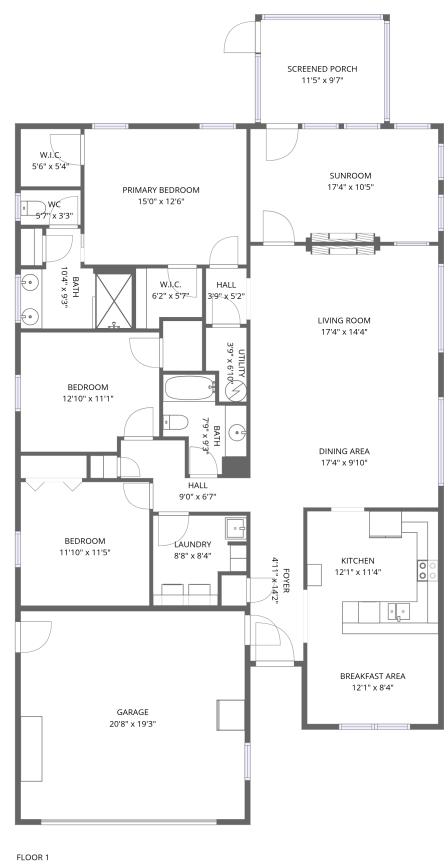 SCREENED PORCH
11'5" x 9'7"
W.I.C.
5'6" x 5'4"
SUNROOM
17'4" x 10'5"
PRIMARY BEDROOM
15'0" x 12'6"
WC
5'7" x 3'3"
BATH
10'4" x 9'3"
W.I.C.
6'2" x 5'7"
HALL
3'9" x 5'2"
LIVING ROOM
17'4" x 14'4"
UTILITY
3'9" x 6'10"
BEDROOM
12'10" x 11'1"
BATH
7'9" x 9'3"
DINING AREA
17'4" x 9'10"
HALL
9'0" x 6'7"
BEDROOM
11'10" x 11'5"
LAUNDRY
8'8" x 8'4"
FOYER
4'11" x 14'2"
KITCHEN
12'1" x 11'4"
BREAKFAST AREA
12'1" x 8'4"
GARAGE
20'8" x 19'3"
FLOOR 1